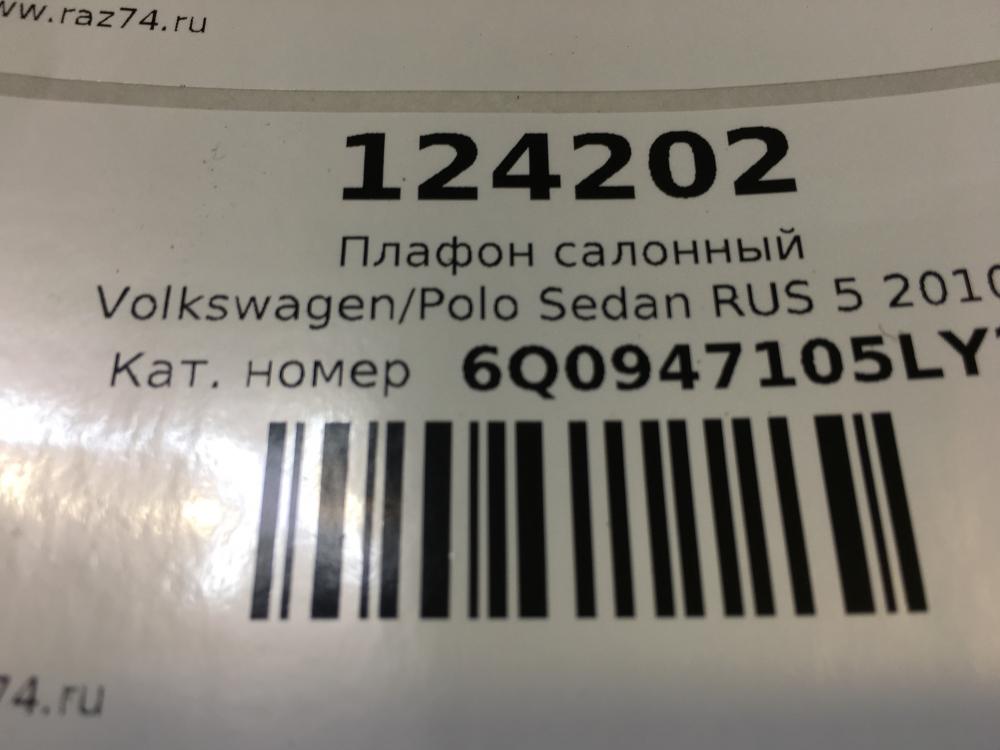 www.raz74.ru
124202
Плафон салонный
Volkswagen/Polo Sedan RUS 5 2010
Кат. номер 6Q0947105LY
74.ru